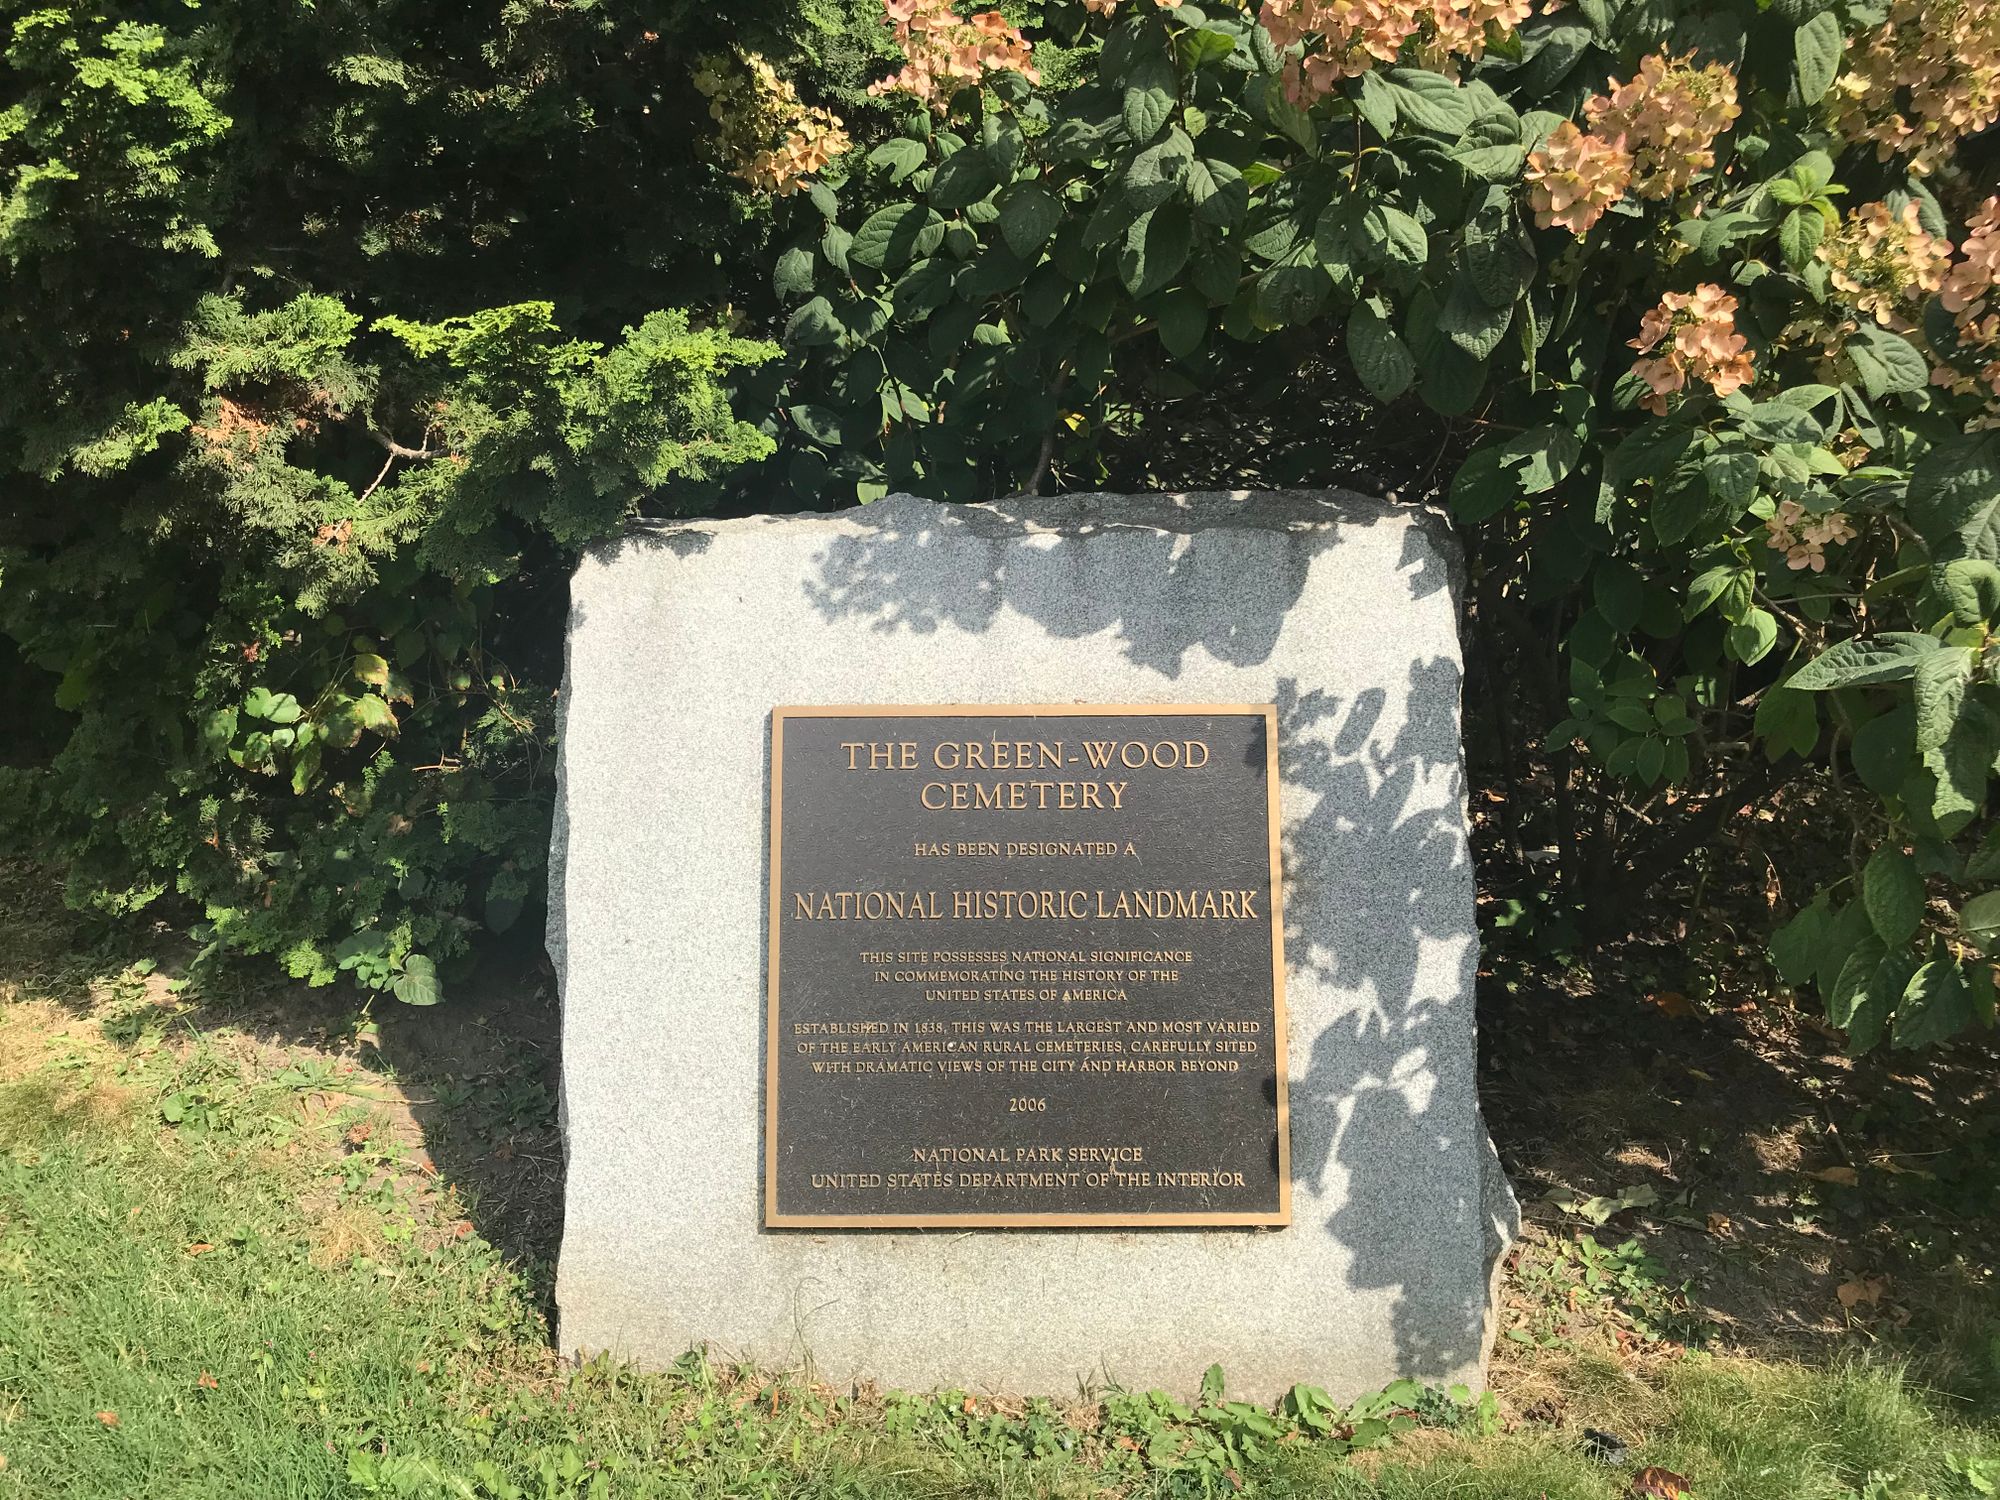 THE GREEN-WOOD
CEMETERY
HAS BEEN DESIGNATED A
NATIONAL HISTORIC LANDMARK
THIS SITE POSSESSES NATIONAL SIGNIFICANCE
IN COMMEMORATING THE HISTORY OF THE
UNITED STATES OF AMERICA
ESTABLISHED IN 1838, THIS WAS THE LARGEST AND MOST VARIED
OF THE EARLY AMERICAN RURAL CEMETERIES, CAREFULLY SITED
WITH DRAMATIC VIEWS OF THE CITY AND HARBOR BEYOND
2006
NATIONAL PARK SERVICE
UNITED STATES DEPARTMENT OF THE INTERIOR